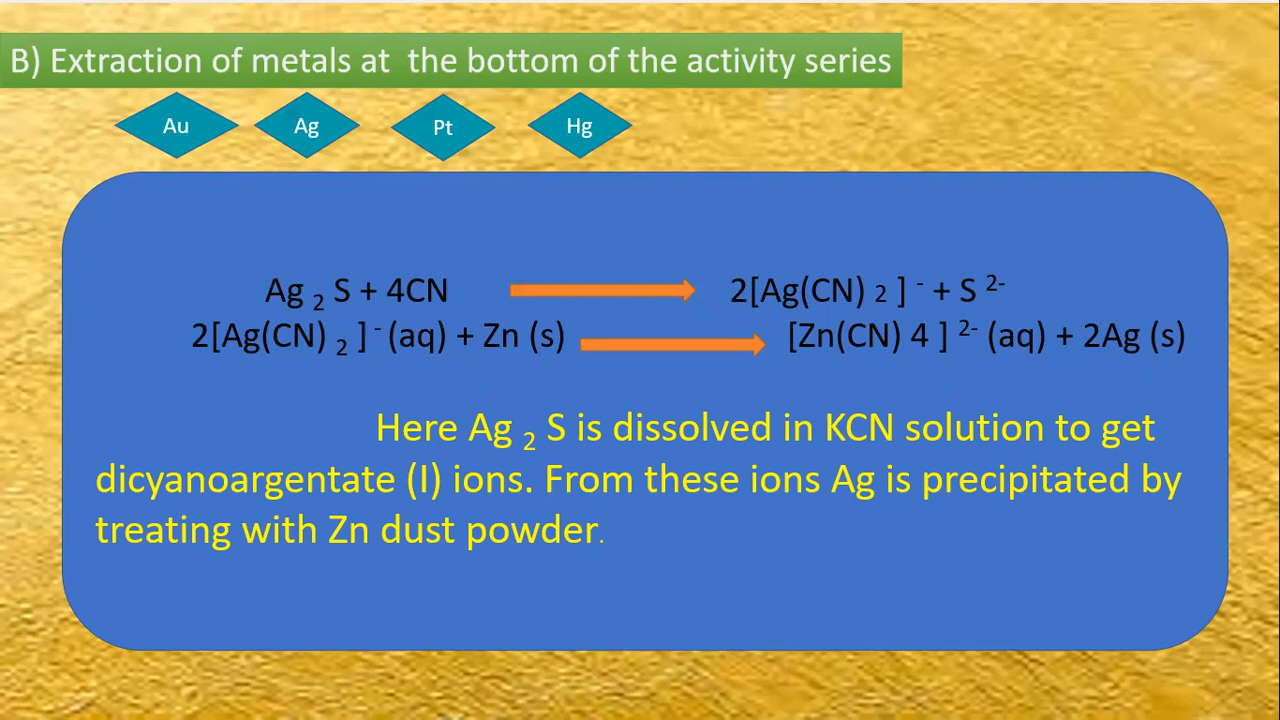 B) Extraction of metals at the bottom of the activity series
Au Ag Pt Hg
Ag ₂ S + 4CN → 2[Ag(CN) ₂ ] ⁻ + S ²⁻
2[Ag(CN) ₂ ] ⁻ (aq) + Zn (s) → [Zn(CN) 4 ] ²⁻ (aq) + 2Ag (s)
Here Ag ₂ S is dissolved in KCN solution to get
dicyanoargentate (I) ions. From these ions Ag is precipitated by
treating with Zn dust powder.